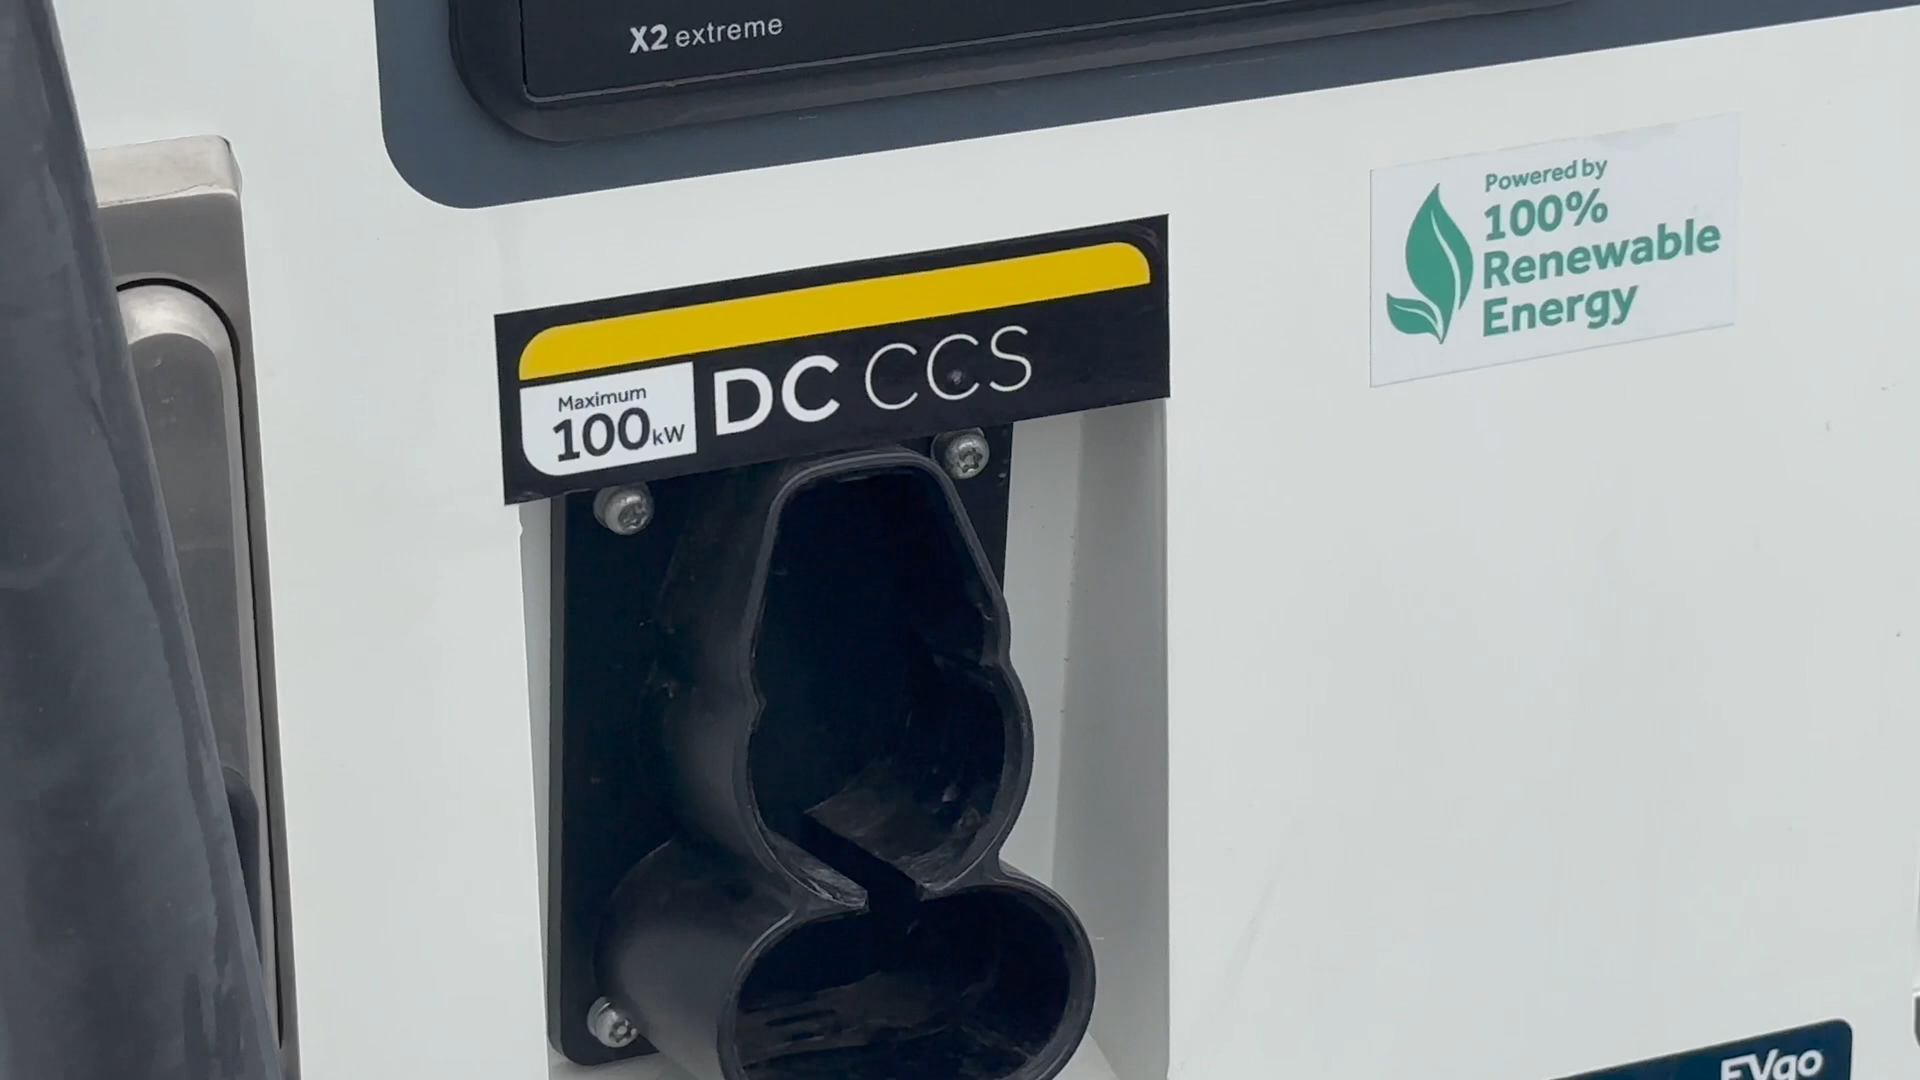 X2 extreme
Powered by
100%
Renewable
Energy
Maximum
100kW
DC CCS
EVgo